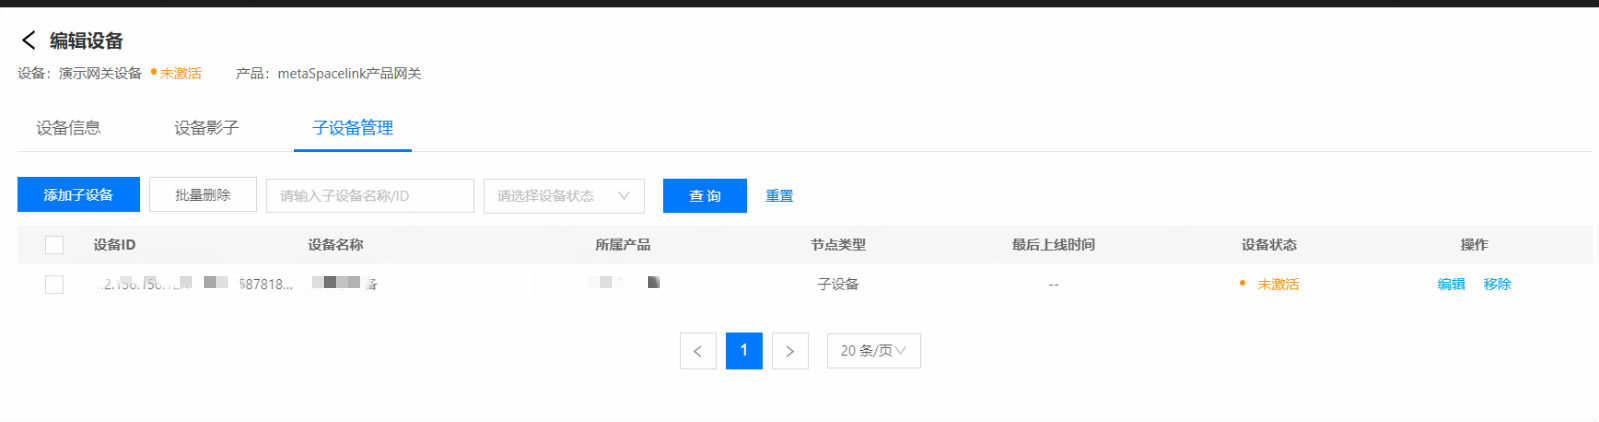 编辑设备
设备：演示网关设备 未激活 产品：metaSpacelink产品网关
设备信息 设备影子 子设备管理
添加子设备 批量删除 请输入子设备名称/ID 请选择设备状态 查 询 重置
设备ID 设备名称 所属产品 节点类型 最后上线时间 设备状态 操作
587818... 备 子设备 -- 未激活 编辑 移除
< 1 > 20 条/页